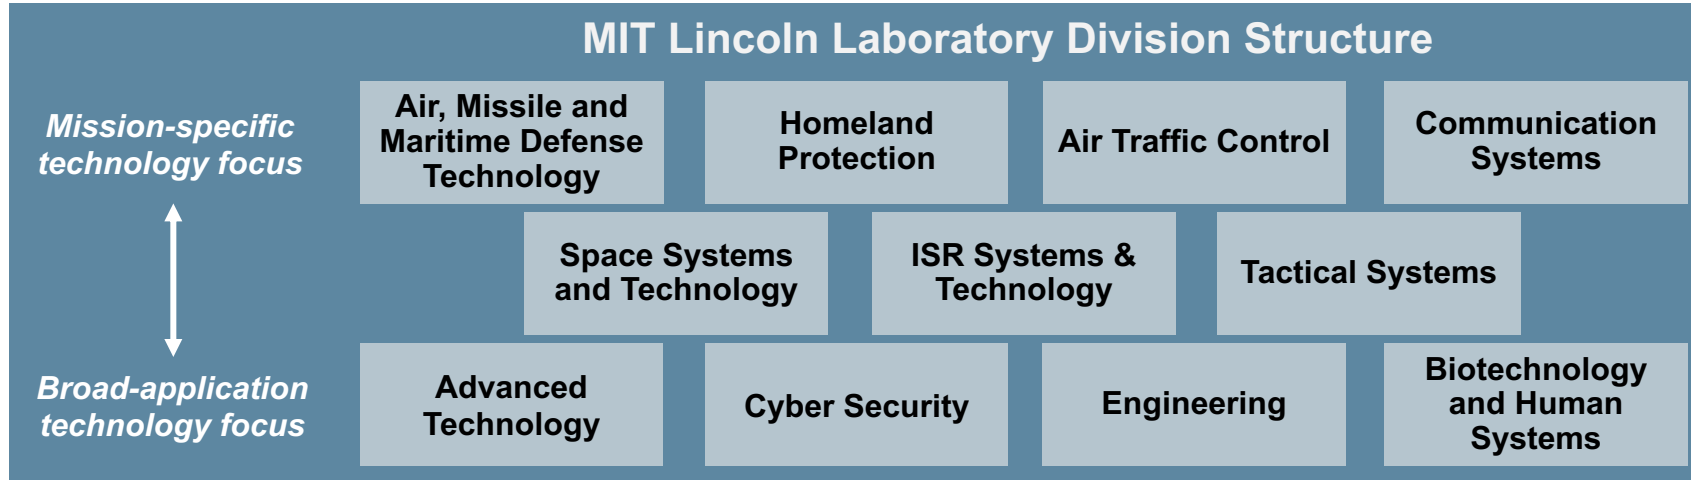 MIT Lincoln Laboratory Division Structure
Mission-specific
technology focus
Air, Missile and
Maritime Defense
Technology
Homeland
Protection
Air Traffic Control
Communication
Systems
Space Systems
and Technology
ISR Systems &
Technology
Tactical Systems
Broad-application
technology focus
Advanced
Technology
Cyber Security
Engineering
Biotechnology
and Human
Systems